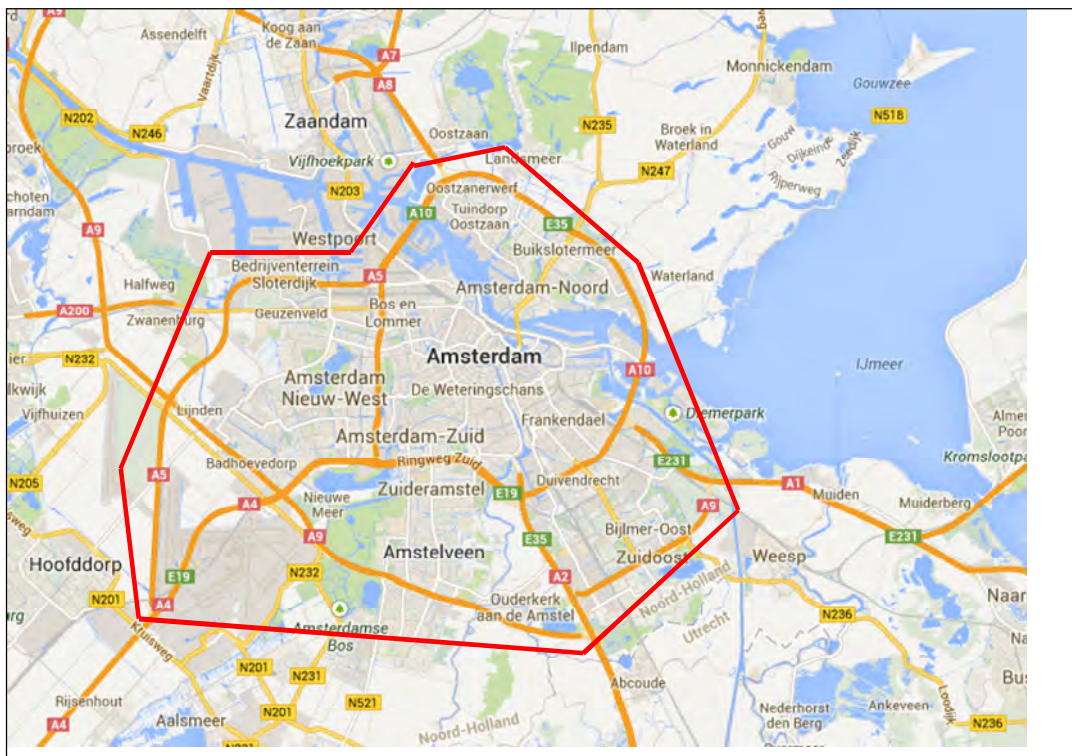 A9
Assendelft
Koog aan
de Zaan
A7
A8
Ilpendam
Monnickendam
Gouwzee
Vaartdijk
N202
N246
N518
Zaandam
Oostzaan
N235
Broek in
Waterland
Gouw
Dijkeinde
Zeedijk
Vijfhoekpark
Landsmeer
N247
Rijperweg
N203
Oostzanerwerf
A10
Tuindorp
Oostzaan
E35
A9
Westpoort
Buikslotermeer
Bedrijventerrein
Sloterdijk
A5
Waterland
Halfweg
Amsterdam-Noord
A200
Zwanenburg
Geuzenveld
Bos en
Lommer
N232
Amsterdam
IJmeer
A10
Amsterdam
Nieuw-West
De Weteringschans
Vijfhuizen
Lijnden
Frankendael
Diemerpark
Amsterdam-Zuid
Kromslootpa
Badhoevedorp
Ringweg Zuid
E231
N205
A5
Zuideramstel
Duivendrecht
A1
Muiden
A4
Nieuwe
Meer
E19
A9
Muiderberg
Bijlmer-Oost
A9
E35
E231
Hoofddorp
Amstelveen
Zuidoost
Weesp
E19
N232
A2
N201
A4
Ouderkerk
aan de Amstel
Noord-Holland
Utrecht
N236
Kruisweg
Amsterdamse
Bos
N201
N231
Abcoude
Rijsenhout
N201
N521
A4
Aalsmeer
Noord-Holland
Nederhorst
den Berg
Ankeveen
Loodijk
N236